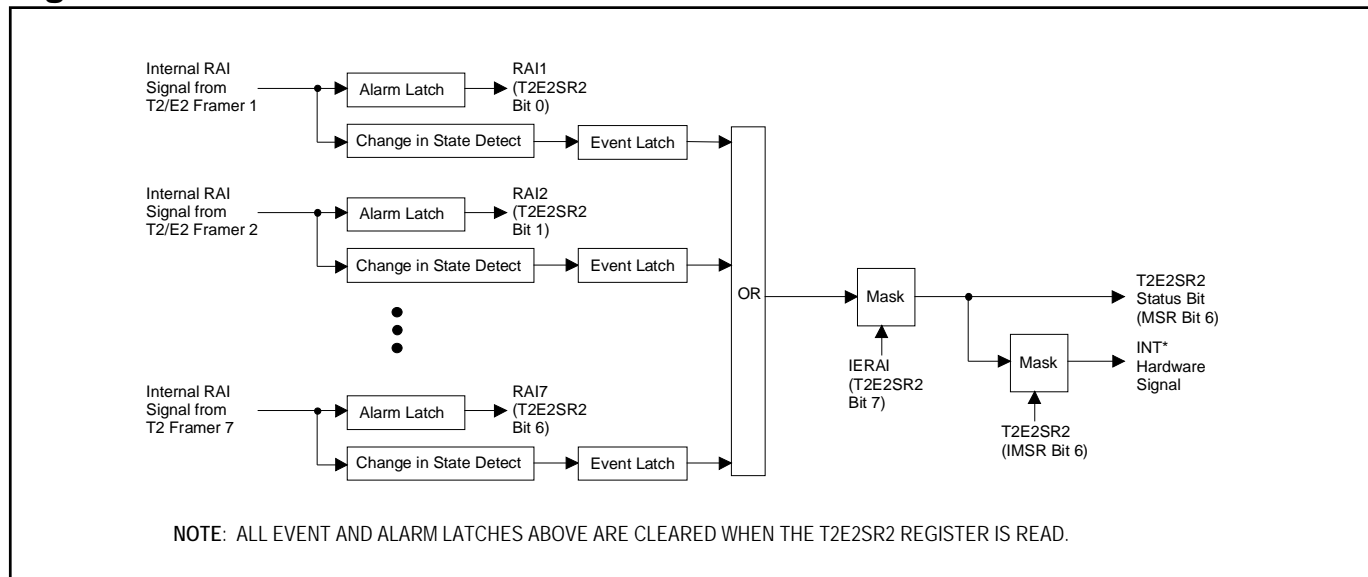 Internal RAI
Signal from
T2/E2 Framer 1
Alarm Latch
RAI1
(T2E2SR2
Bit 0)
Change in State Detect
Event Latch
Internal RAI
Signal from
T2/E2 Framer 2
Alarm Latch
RAI2
(T2E2SR2
Bit 1)
Change in State Detect
Event Latch
OR
Mask
T2E2SR2
Status Bit
(MSR Bit 6)
IERAI
(T2E2SR2
Bit 7)
Mask
INT*
Hardware
Signal
T2E2SR2
(IMSR Bit 6)
Internal RAI
Signal from
T2 Framer 7
Alarm Latch
RAI7
(T2E2SR2
Bit 6)
Change in State Detect
Event Latch
NOTE: ALL EVENT AND ALARM LATCHES ABOVE ARE CLEARED WHEN THE T2E2SR2 REGISTER IS READ.